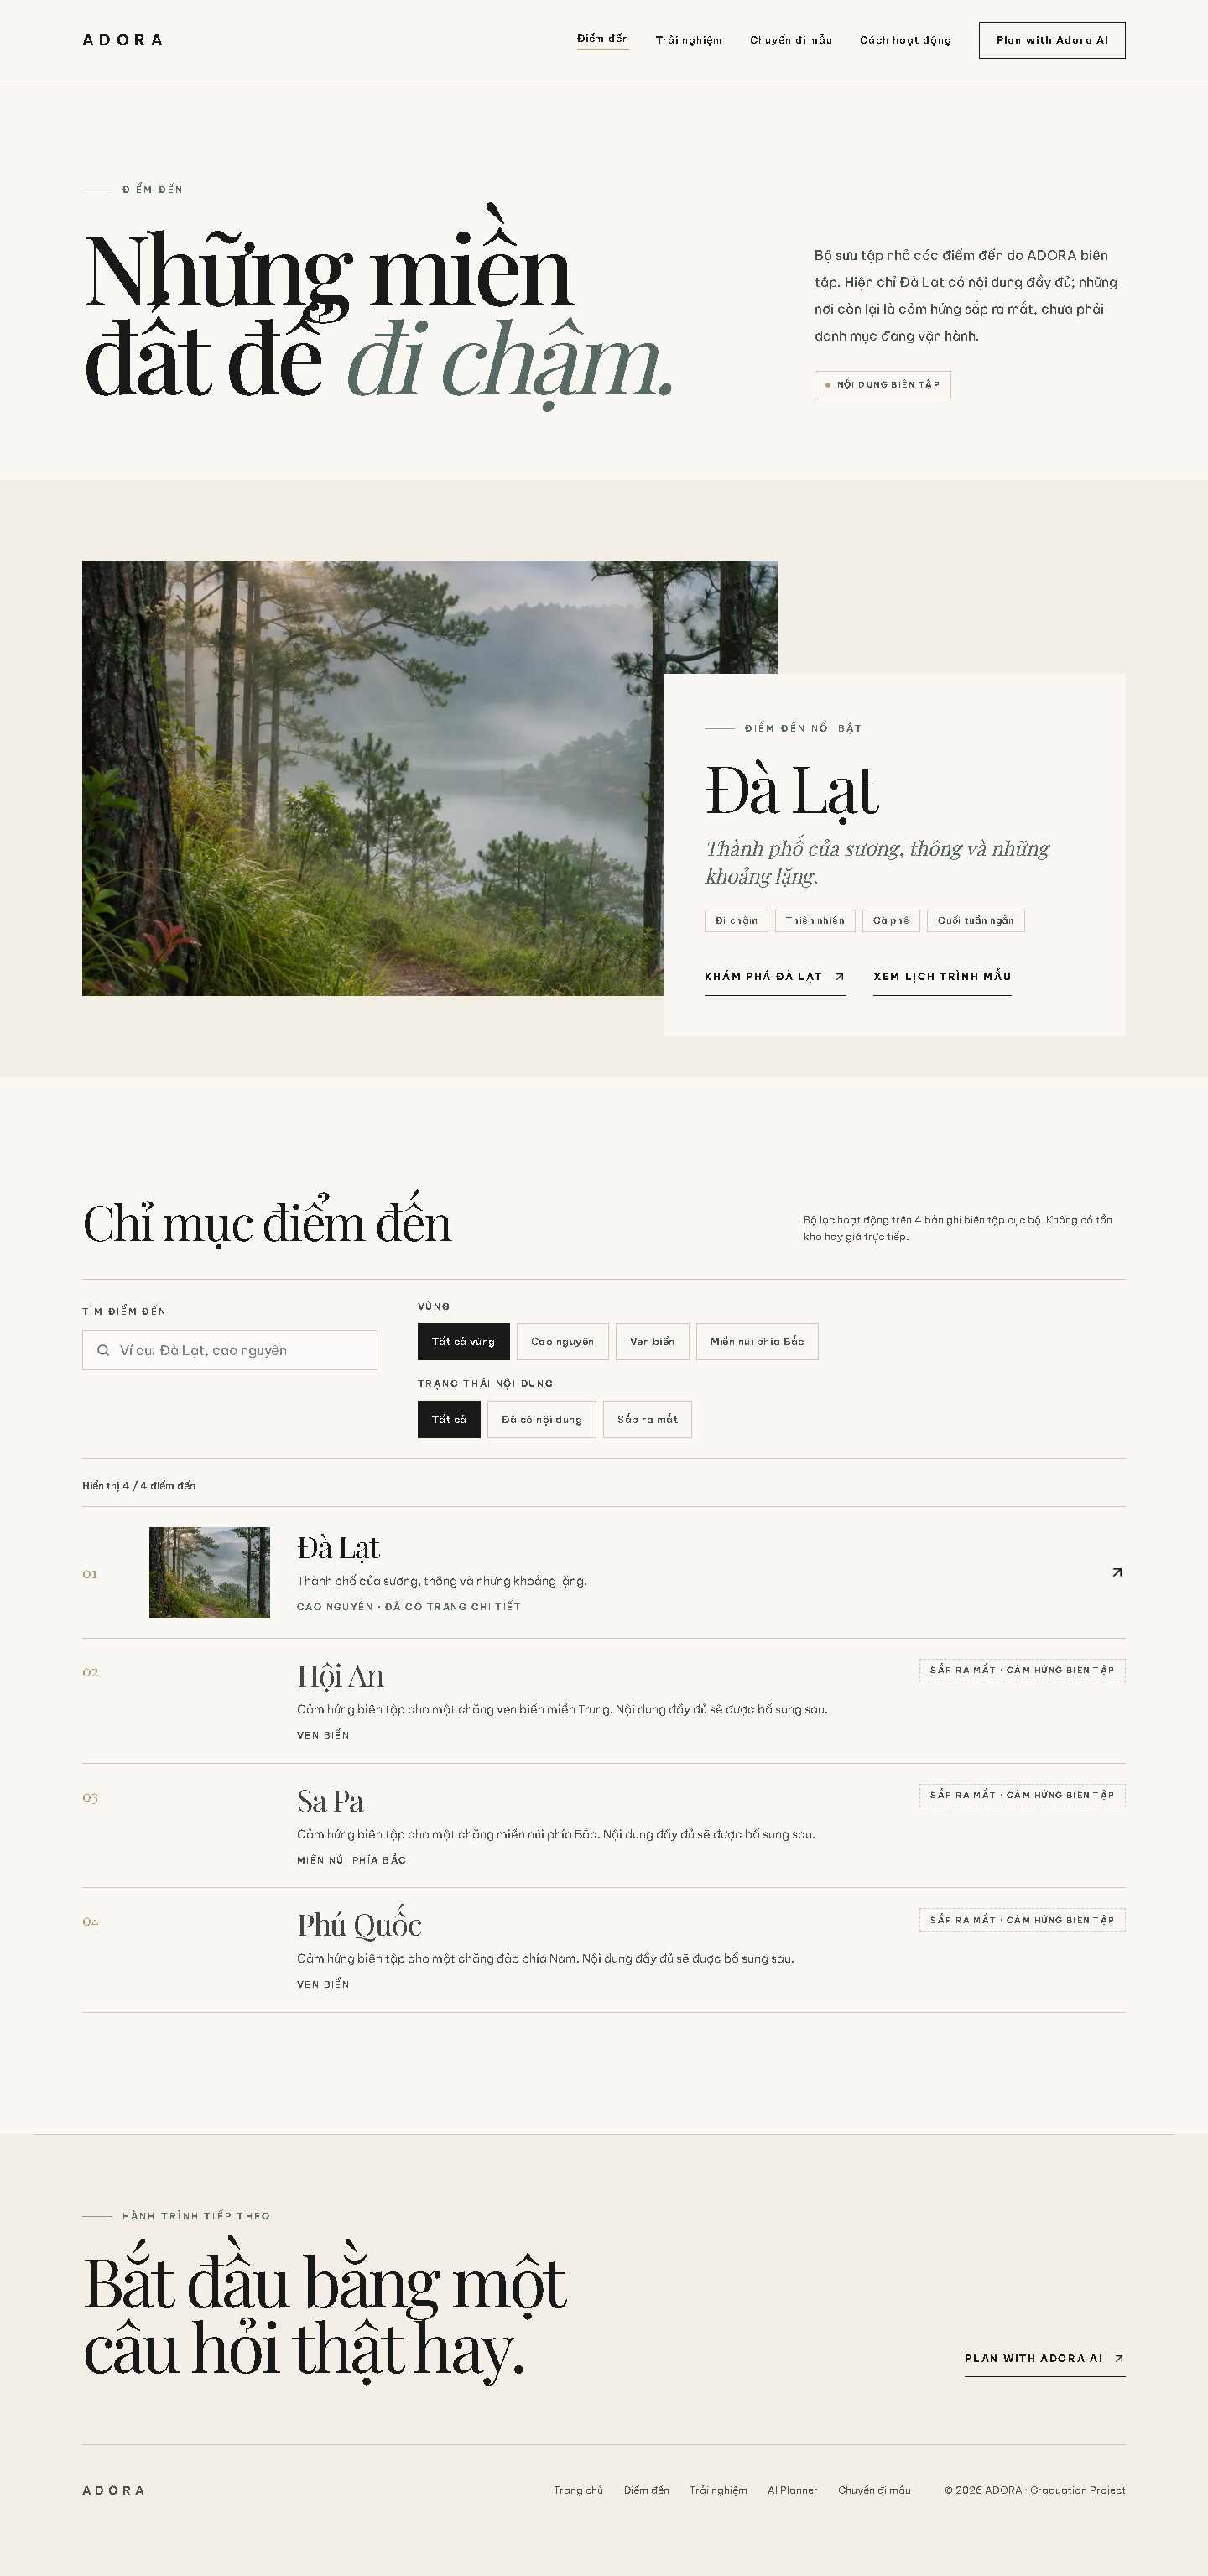 ADORA
Điểm đến
Trải nghiệm
Chuyến đi mẫu
Cách hoạt động
Plan with Adora AI
ĐIỂM ĐẾN
Những miền
đất để đi chậm.
Bộ sưu tập nhỏ các điểm đến do ADORA biên
tập. Hiện chỉ Đà Lạt có nội dung đầy đủ; những
nơi còn lại là cảm hứng sắp ra mắt, chưa phải
danh mục đang vận hành.
NỘI DUNG BIÊN TẬP
ĐIỂM ĐẾN NỔI BẬT
Đà Lạt
Thành phố của sương, thông và những
khoảng lặng.
Đi chậm
Thiên nhiên
Cà phê
Cuối tuần ngắn
KHÁM PHÁ ĐÀ LẠT
XEM LỊCH TRÌNH MẪU
Chỉ mục điểm đến
Bộ lọc hoạt động trên 4 bản ghi biên tập cục bộ. Không có tồn
kho hay giá trực tiếp.
TÌM ĐIỂM ĐẾN
Ví dụ: Đà Lạt, cao nguyên
VÙNG
Tất cả vùng
Cao nguyên
Ven biển
Miền núi phía Bắc
TRẠNG THÁI NỘI DUNG
Tất cả
Đã có nội dung
Sắp ra mắt
Hiển thị 4 / 4 điểm đến
01
Đà Lạt
Thành phố của sương, thông và những khoảng lặng.
CAO NGUYÊN · ĐÃ CÓ TRANG CHI TIẾT
02
Hội An
SẮP RA MẮT · CẢM HỨNG BIÊN TẬP
Cảm hứng biên tập cho một chặng ven biển miền Trung. Nội dung đầy đủ sẽ được bổ sung sau.
VEN BIỂN
03
Sa Pa
SẮP RA MẮT · CẢM HỨNG BIÊN TẬP
Cảm hứng biên tập cho một chặng miền núi phía Bắc. Nội dung đầy đủ sẽ được bổ sung sau.
MIỀN NÚI PHÍA BẮC
04
Phú Quốc
SẮP RA MẮT · CẢM HỨNG BIÊN TẬP
Cảm hứng biên tập cho một chặng đảo phía Nam. Nội dung đầy đủ sẽ được bổ sung sau.
VEN BIỂN
HÀNH TRÌNH TIẾP THEO
Bắt đầu bằng một
câu hỏi thật hay.
PLAN WITH ADORA AI
ADORA
Trang chủ
Điểm đến
Trải nghiệm
AI Planner
Chuyến đi mẫu
© 2026 ADORA · Graduation Project